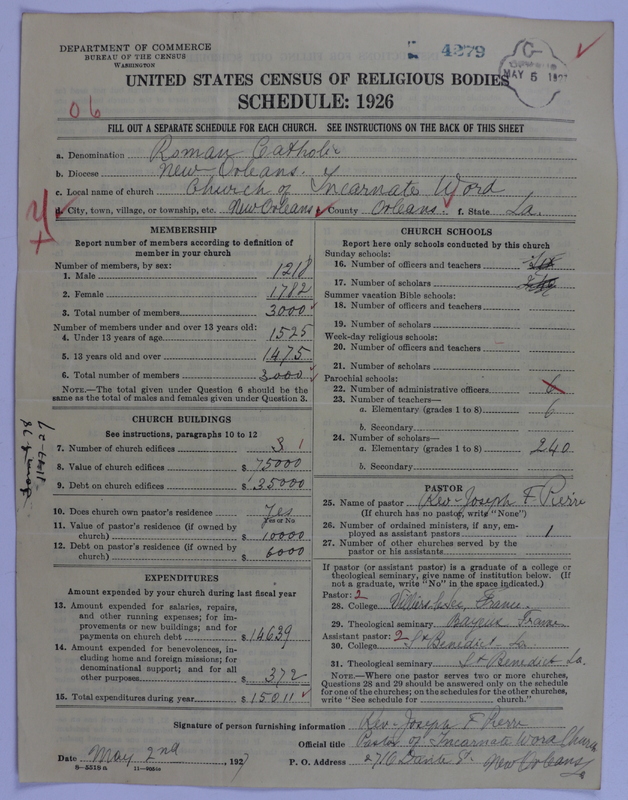 DEPARTMENT OF COMMERCE
BUREAU OF THE CENSUS
WASHINGTON
4279
MAY 6 1927
UNITED STATES CENSUS OF RELIGIOUS BODIES
SCHEDULE: 1926
06
FILL OUT A SEPARATE SCHEDULE FOR EACH CHURCH. SEE INSTRUCTIONS ON THE BACK OF THIS SHEET
a. Denomination Roman Catholic
b. Diocese New Orleans.
c. Local name of church Church of Incarnate Word
d. City, town, village, or township, etc. New Orleans e. County Orleans. f. State La.
MEMBERSHIP
Report number of members according to definition of
member in your church
Number of members, by sex:
1. Male 1218
2. Female 1782
3. Total number of members 3000
Number of members under and over 13 years old:
4. Under 13 years of age 1525
5. 13 years old and over 1475
6. Total number of members 3000
NOTE.—The total given under Question 6 should be the
same as the total of males and females given under Question 3.
CHURCH BUILDINGS
See instructions, paragraphs 10 to 12
7. Number of church edifices 3 1
8. Value of church edifices $ 75000
9. Debt on church edifices $ 35000
10. Does church own pastor's residence Yes
Yes or No
11. Value of pastor's residence (if owned by
church) $ 10000
12. Debt on pastor's residence (if owned by
church) $ 6000
EXPENDITURES
Amount expended by your church during last fiscal year
13. Amount expended for salaries, repairs,
and other running expenses; for im-
provements or new buildings; and for
payments on church debt $ 14639
14. Amount expended for benevolences, in-
cluding home and foreign missions; for
denominational support; and for all
other purposes $ 372
15. Total expenditures during year $ 15011
CHURCH SCHOOLS
Report here only schools conducted by this church
Sunday schools:
16. Number of officers and teachers
17. Number of scholars
Summer vacation Bible schools:
18. Number of officers and teachers
19. Number of scholars
Week-day religious schools:
20. Number of officers and teachers
21. Number of scholars
Parochial schools:
22. Number of administrative officers 6
23. Number of teachers—
a. Elementary (grades 1 to 8) 6
b. Secondary
24. Number of scholars—
a. Elementary (grades 1 to 8) 240
b. Secondary
PASTOR
25. Name of pastor Rev-Joseph F Pierre
(If church has no pastor, write "None")
26. Number of ordained ministers, if any, em-
ployed as assistant pastors 1
27. Number of other churches served by the
pastor or his assistants
If pastor (or assistant pastor) is a graduate of a college or
theological seminary, give name of institution below. (If
not a graduate, write "No" in the space indicated.)
Pastor: 2
28. College France.
29. Theological seminary Bayeux France
Assistant pastor: 2
30. College St Benedict- La.
31. Theological seminary St Benedict La.
NOTE.—Where one pastor serves two or more churches,
Questions 28 and 29 should be answered only on the schedule
for one of the churches; on the schedules for the other churches,
write "See schedule for church."
Signature of person furnishing information Rev-Joseph F Pierre
Official title Pastor of Incarnate Word Church
Date May 2nd, 1927 P. O. Address Dante St. New Orleans La
8-5518a